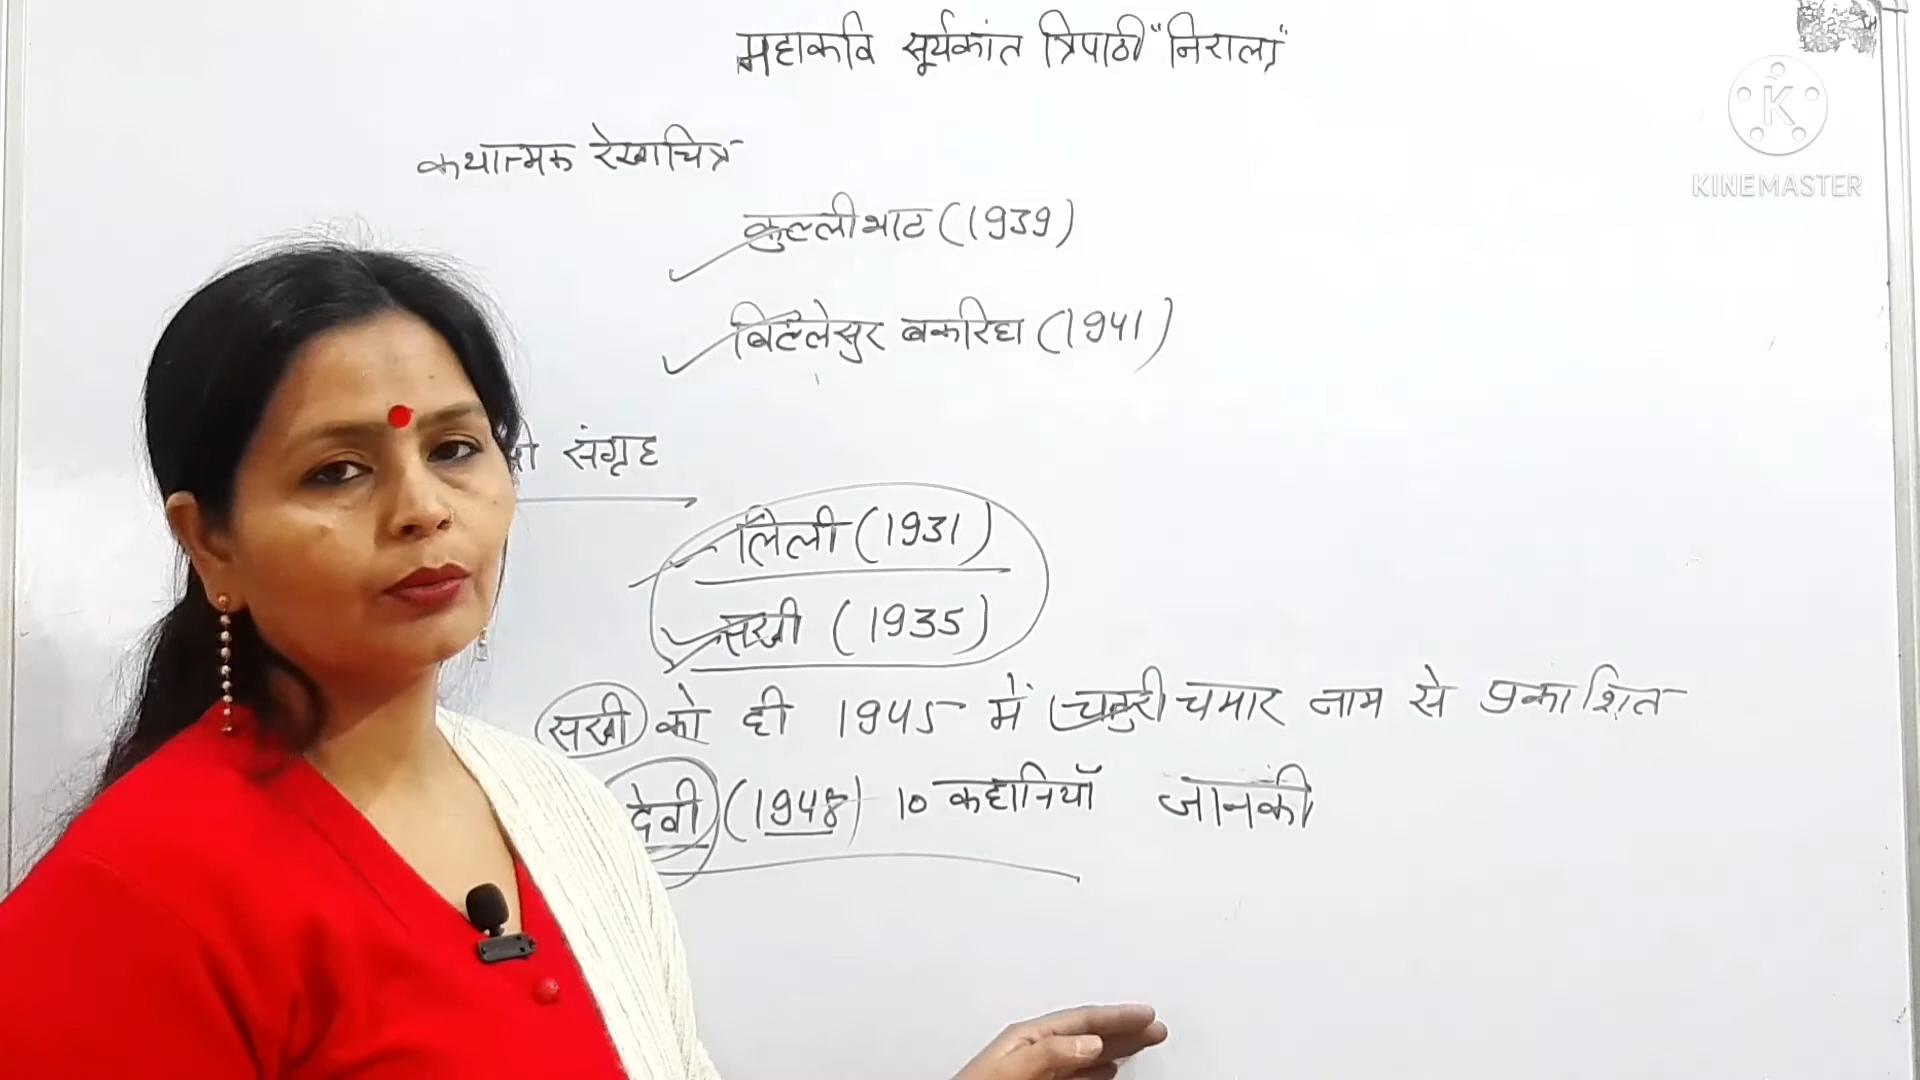 महाकवि सूर्यकांत त्रिपाठी "निराला"
KINEMASTER
कथात्मक रेखाचित्र
कुल्लीभाट (1939)
बिल्लेसुर बकरिहा (1941)
संग्रह
लिली (1931)
सखी (1935)
सखी को ही 1945 में चतुरी चमार नाम से प्रकाशित
देवी (1948) 10 कहानियाँ जानकी